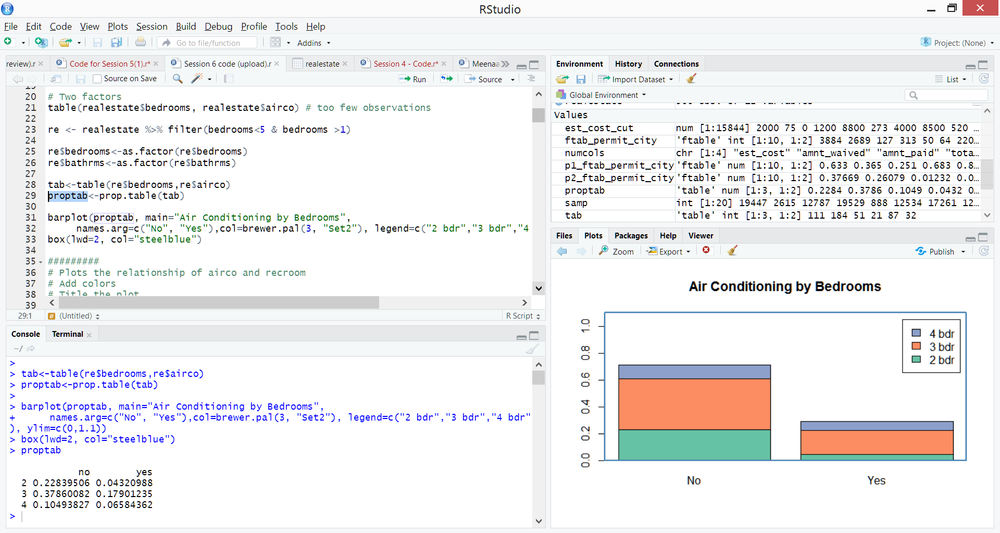 RStudio
File Edit Code View Plots Session Build Debug Profile Tools Help
Go to file/function Addins Project: (None)
review).r Code for Session 5(1).r* Session 6 code (upload).r realestate Session 4 - Code.r* Meenaa
Source on Save Run Source
20 # Two factors
21 table(realestate$bedrooms, realestate$airco) # too few observations
22
23 re <- realestate %>% filter(bedrooms<5 & bedrooms >1)
24
25 re$bedrooms<-as.factor(re$bedrooms)
26 re$bathrms<-as.factor(re$bathrms)
27
28 tab<-table(re$bedrooms,re$airco)
29 proptab<-prop.table(tab)
30
31 barplot(proptab, main="Air Conditioning by Bedrooms",
32 names.arg=c("No", "Yes"),col=brewer.pal(3, "Set2"), legend=c("2 bdr","3 bdr","4
33 box(lwd=2, col="steelblue")
34
35 #########
36 # Plots the relationship of airco and recroom
37 # Add colors
38 # Title the plot
39
29:1 (Untitled) R Script
Console Terminal
~/
>
> tab<-table(re$bedrooms,re$airco)
> proptab<-prop.table(tab)
>
> barplot(proptab, main="Air Conditioning by Bedrooms",
+ names.arg=c("No", "Yes"),col=brewer.pal(3, "Set2"), legend=c("2 bdr","3 bdr","4 bdr"
), ylim=c(0,1.1))
> box(lwd=2, col="steelblue")
> proptab
no yes
2 0.22839506 0.04320988
3 0.37860082 0.17901235
4 0.10493827 0.06584362
>
Environment History Connections
Import Dataset List
Global Environment
Values
est_cost_cut num [1:15844] 2000 75 0 1200 8800 273 4000 8500 520 ...
ftab_permit_city 'ftable' int [1:10, 1:2] 3884 2689 127 313 50 64 220...
numcols chr [1:4] "est_cost" "amnt_waived" "amnt_paid" "tota...
p1_ftab_permit_city 'ftable' num [1:10, 1:2] 0.633 0.365 0.251 0.683 0.8...
p2_ftab_permit_city 'ftable' num [1:10, 1:2] 0.37669 0.26079 0.01232 0.0...
proptab 'table' num [1:3, 1:2] 0.2284 0.3786 0.1049 0.0432 0...
samp int [1:20] 19447 2615 12787 19529 888 12534 17261 12...
tab 'table' int [1:3, 1:2] 111 184 51 21 87 32
Files Plots Packages Help Viewer
Zoom Export Publish
Air Conditioning by Bedrooms
1.0
0.8
0.6
0.4
0.2
0.0
4 bdr
3 bdr
2 bdr
No Yes